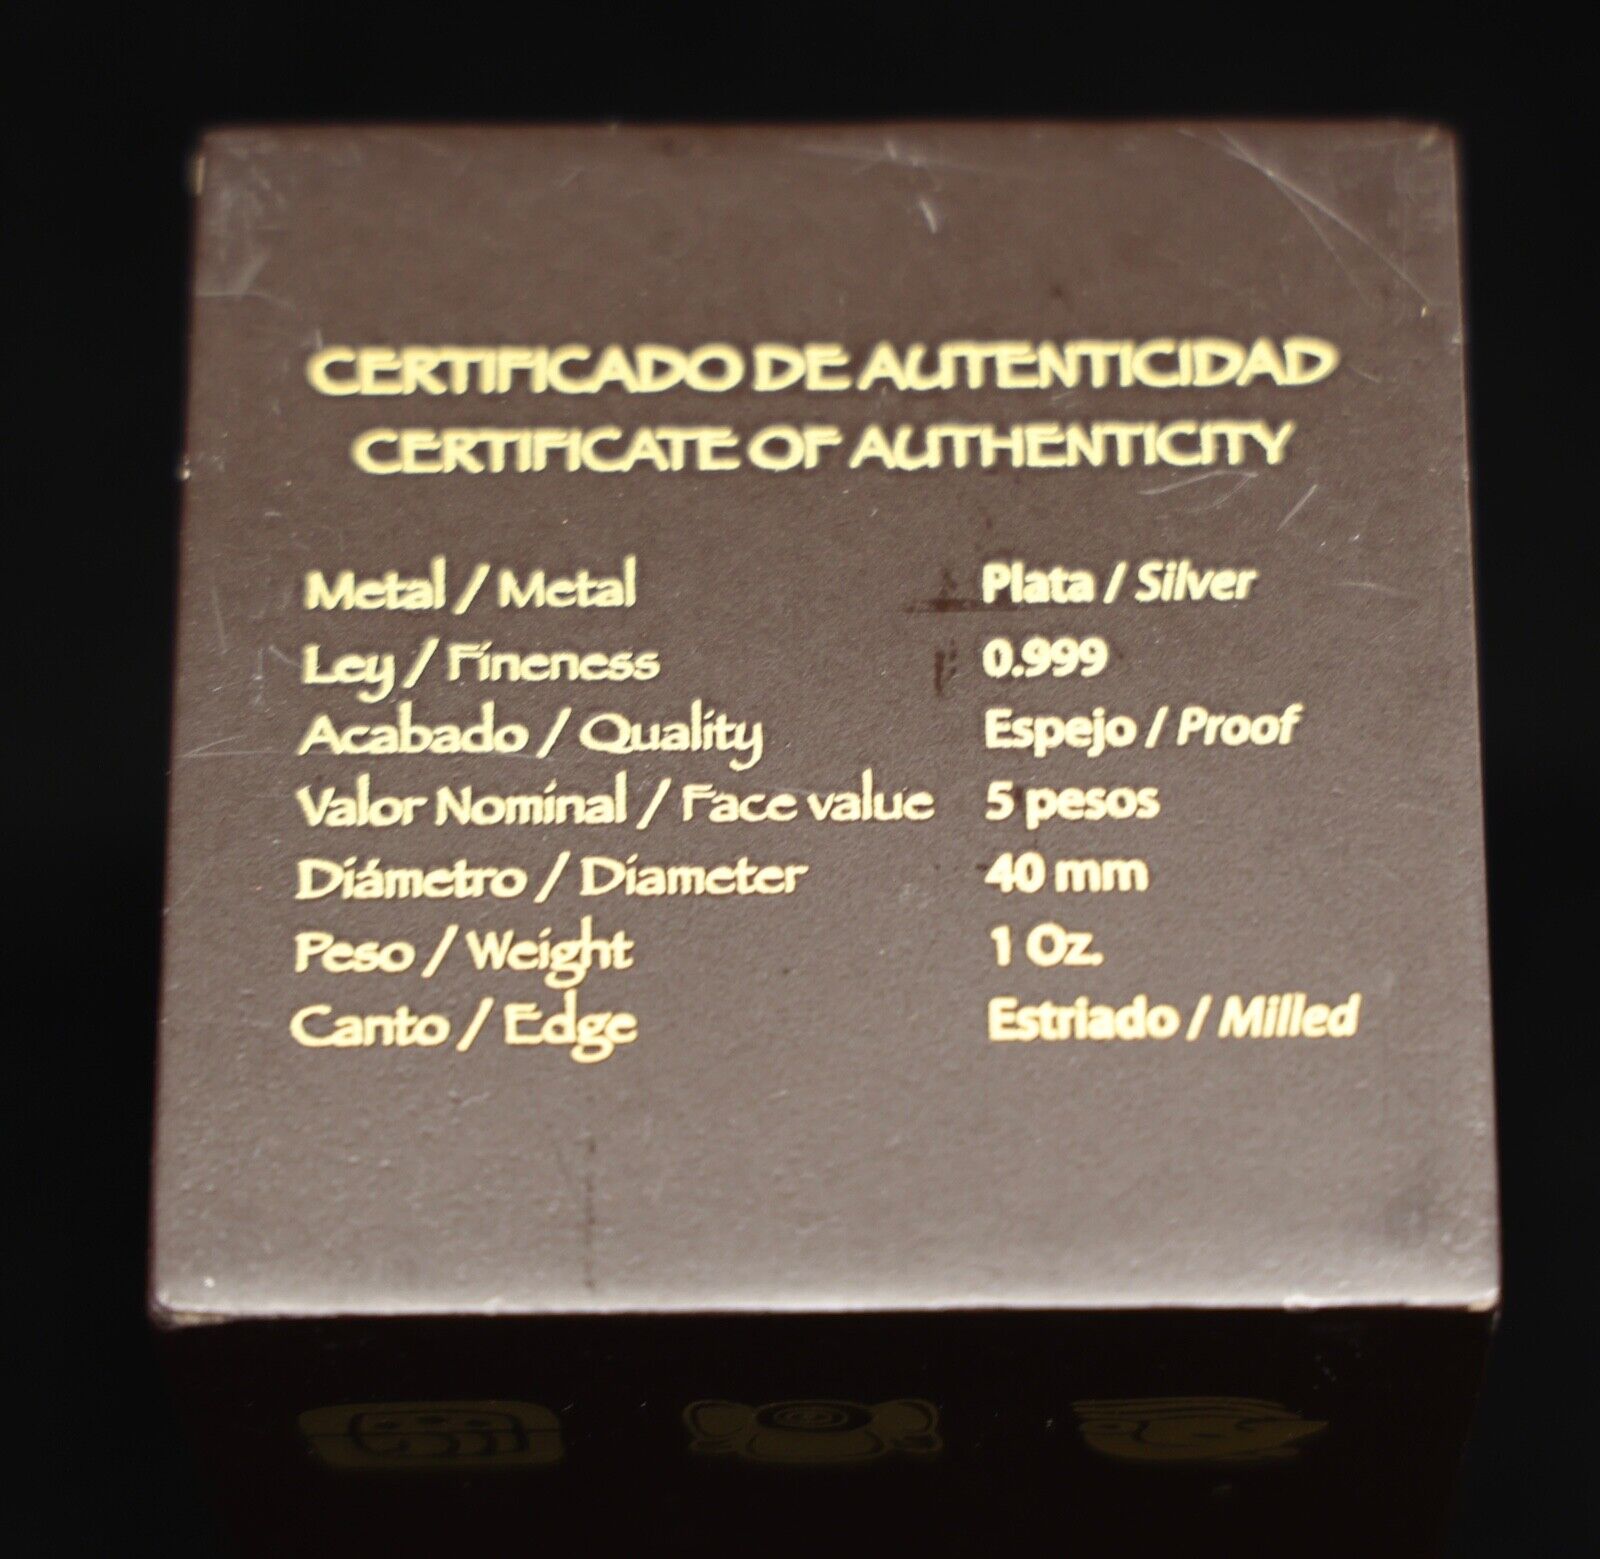 CERTIFICADO DE AUTENTICIDAD
CERTIFICATE OF AUTHENTICITY
Metal / Metal Plata / Silver
Ley / Fineness 0.999
Acabado / Quality Espejo / Proof
Valor Nominal / Face value 5 pesos
Diámetro / Diameter 40 mm
Peso / Weight 1 Oz.
Canto / Edge Estriado / Milled